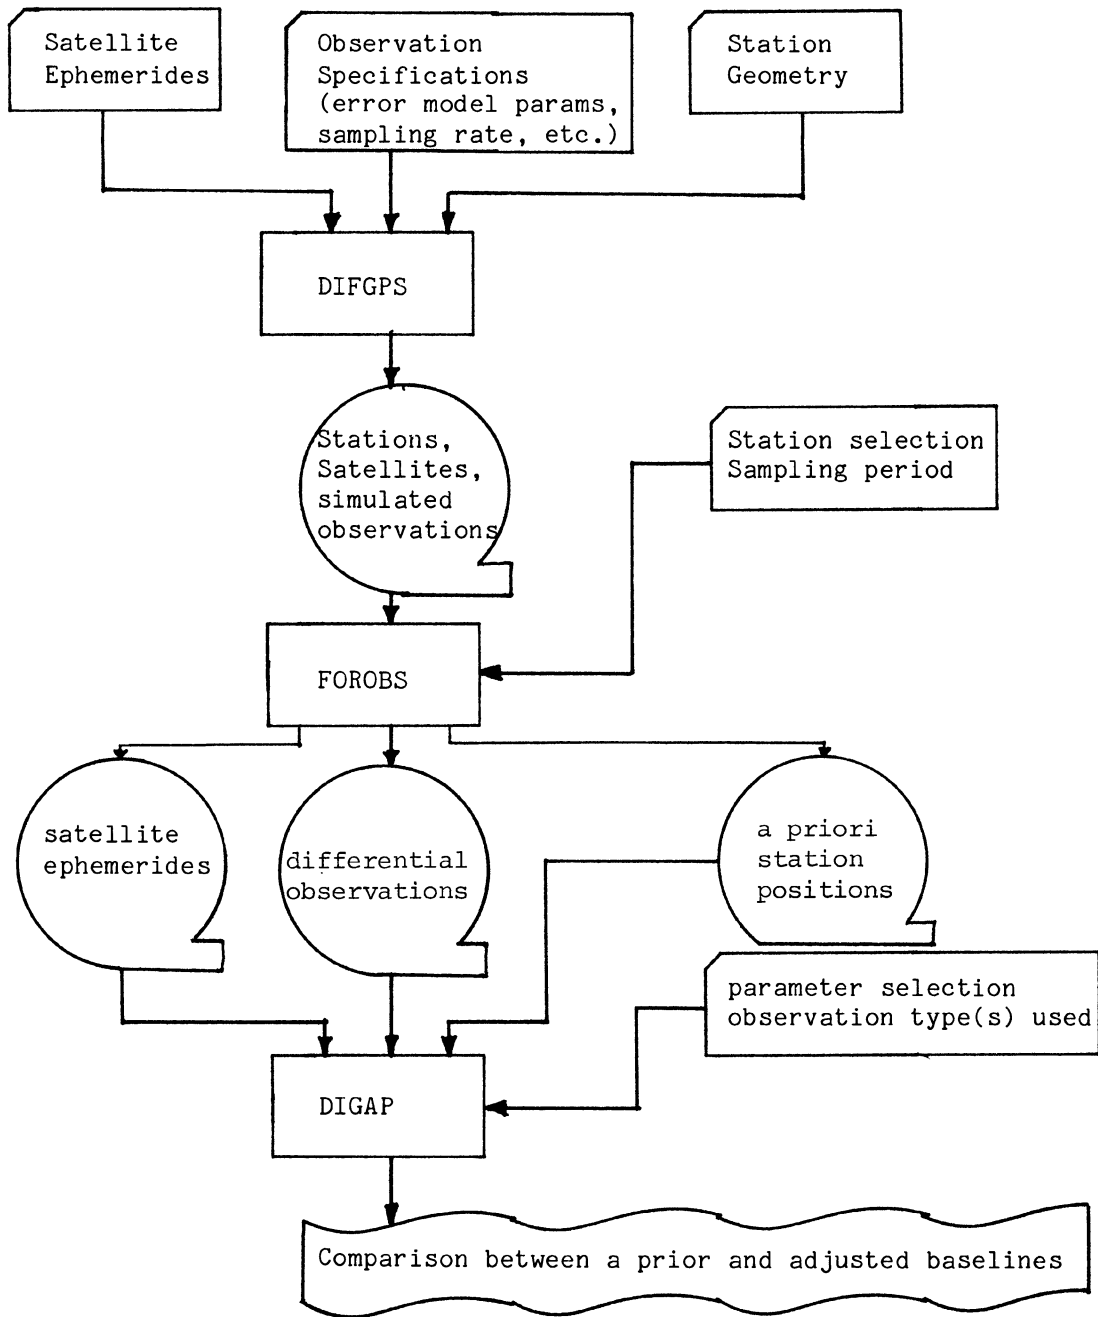 Satellite
Ephemerides
Observation
Specifications
(error model params,
sampling rate, etc.)
Station
Geometry
DIFGPS
Stations,
Satellites,
simulated
observations
Station selection
Sampling period
FOROBS
satellite
ephemerides
differential
observations
a priori
station
positions
parameter selection
observation type(s) used
DIGAP
Comparison between a prior and adjusted baselines